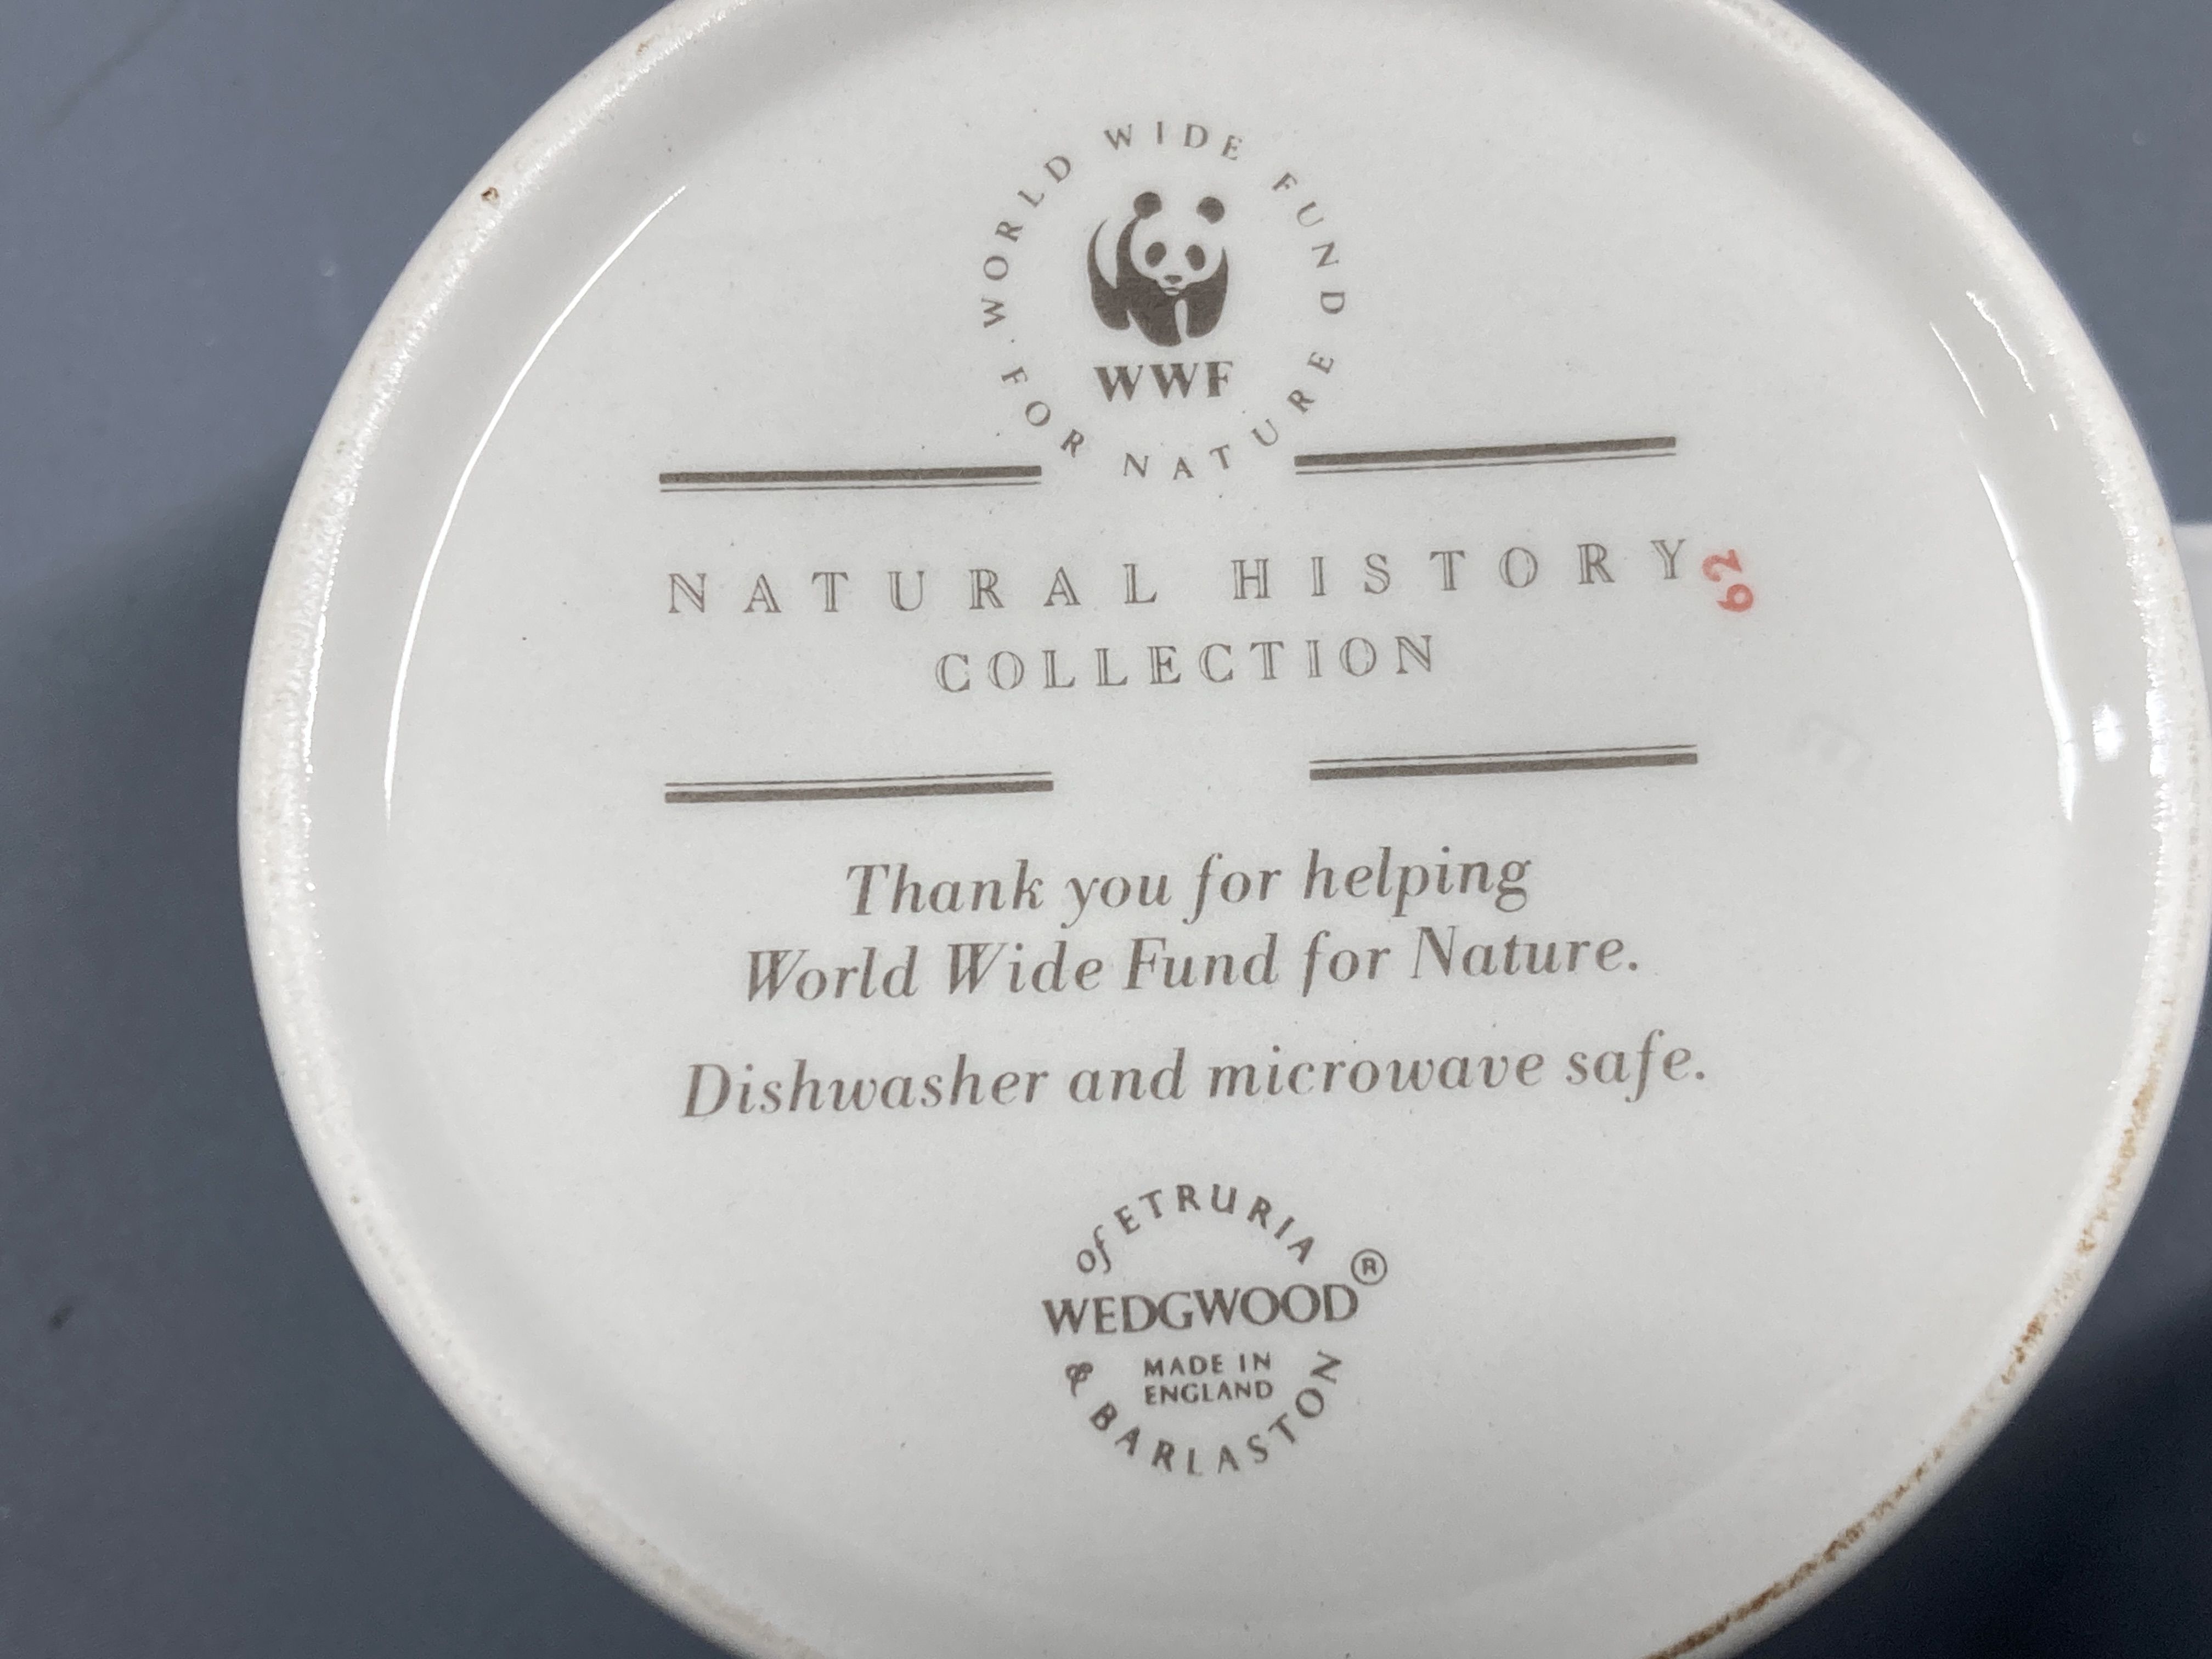 WORLD WIDE FUND
FOR NATURE
WWF
NATURAL HISTORY
62
COLLECTION
Thank you for helping
World Wide Fund for Nature.
Dishwasher and microwave safe.
of ETRURIA
WEDGWOOD®
MADE IN
ENGLAND
& BARLASTON